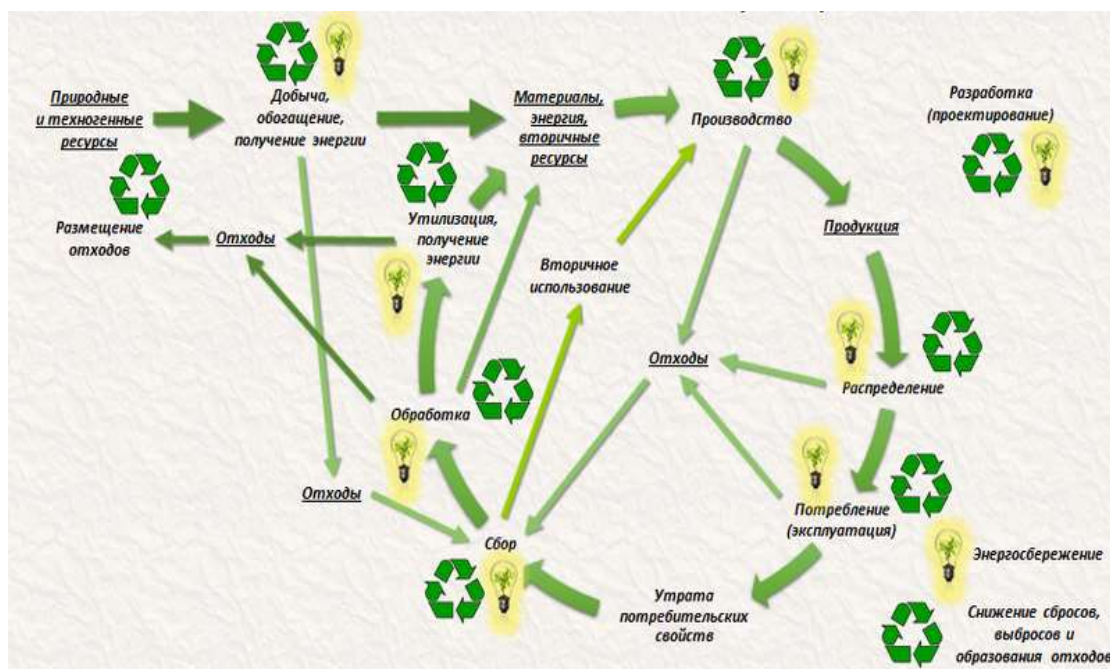 Природные
и техногенные
ресурсы
Добыча,
обогащение,
получение энергии
Материалы,
энергия,
вторичные
ресурсы
Производство
Разработка
(проектирование)
Размещение
отходов
Отходы
Утилизация,
получение
энергии
Продукция
Вторичное
использование
Отходы
Распределение
Обработка
Отходы
Потребление
(эксплуатация)
Сбор
Утрата
потребительских
свойств
Энергосбережение
Снижение сбросов,
выбросов и
образования отходов